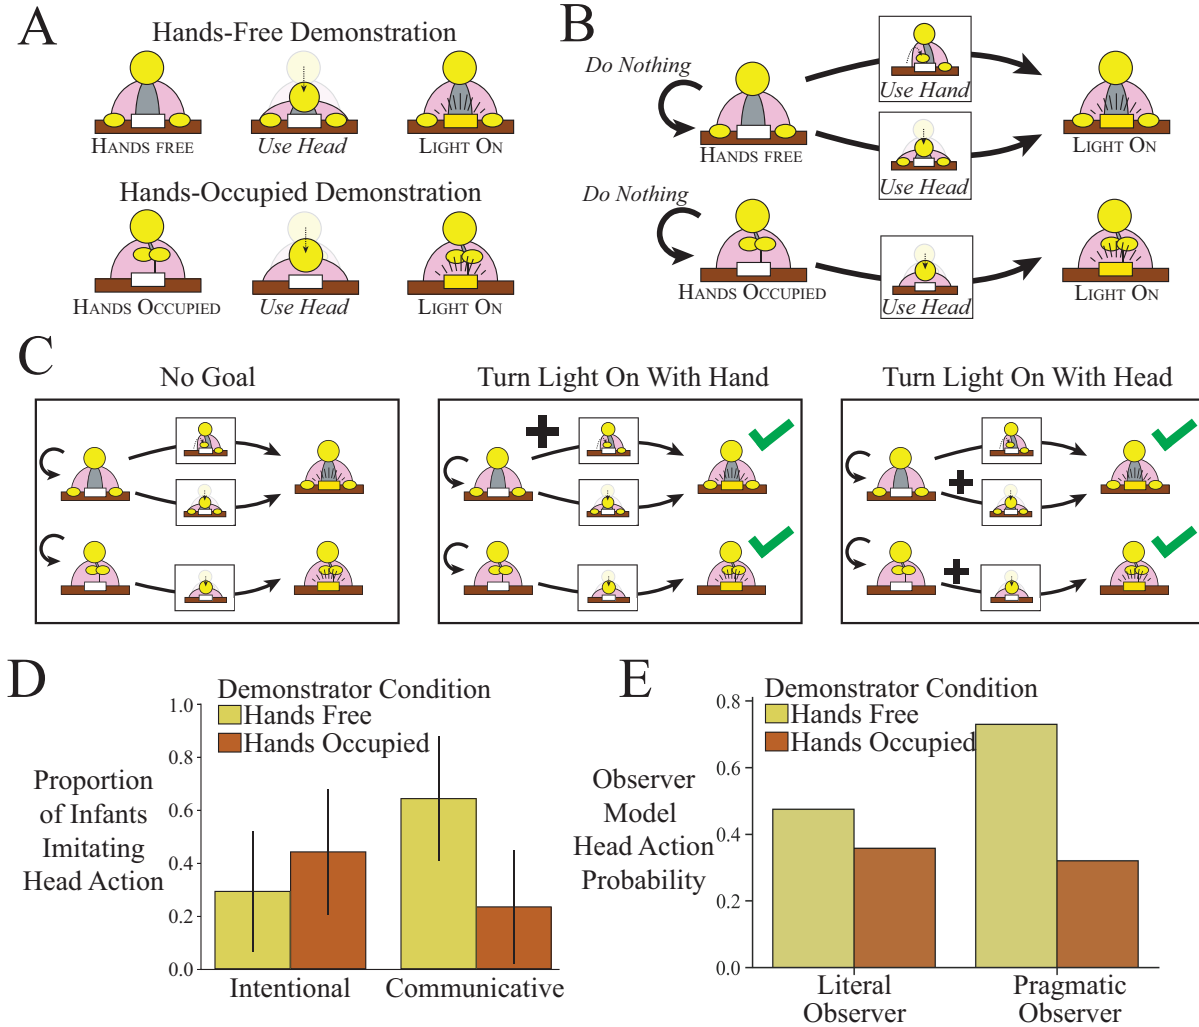 A
Hands-Free Demonstration
HANDS FREE
Use Head
LIGHT ON
Hands-Occupied Demonstration
HANDS OCCUPIED
Use Head
LIGHT ON
B
Do Nothing
HANDS FREE
Use Hand
Use Head
LIGHT ON
Do Nothing
HANDS OCCUPIED
Use Head
LIGHT ON
C
No Goal
Turn Light On With Hand
Turn Light On With Head
D
Demonstrator Condition
Hands Free
Hands Occupied
Proportion
of Infants
Imitating
Head Action
1.0
0.8
0.6
0.4
0.2
0.0
Intentional
Communicative
E
Demonstrator Condition
Hands Free
Hands Occupied
Observer
Model
Head Action
Probability
0.8
0.6
0.4
0.2
0.0
Literal
Observer
Pragmatic
Observer